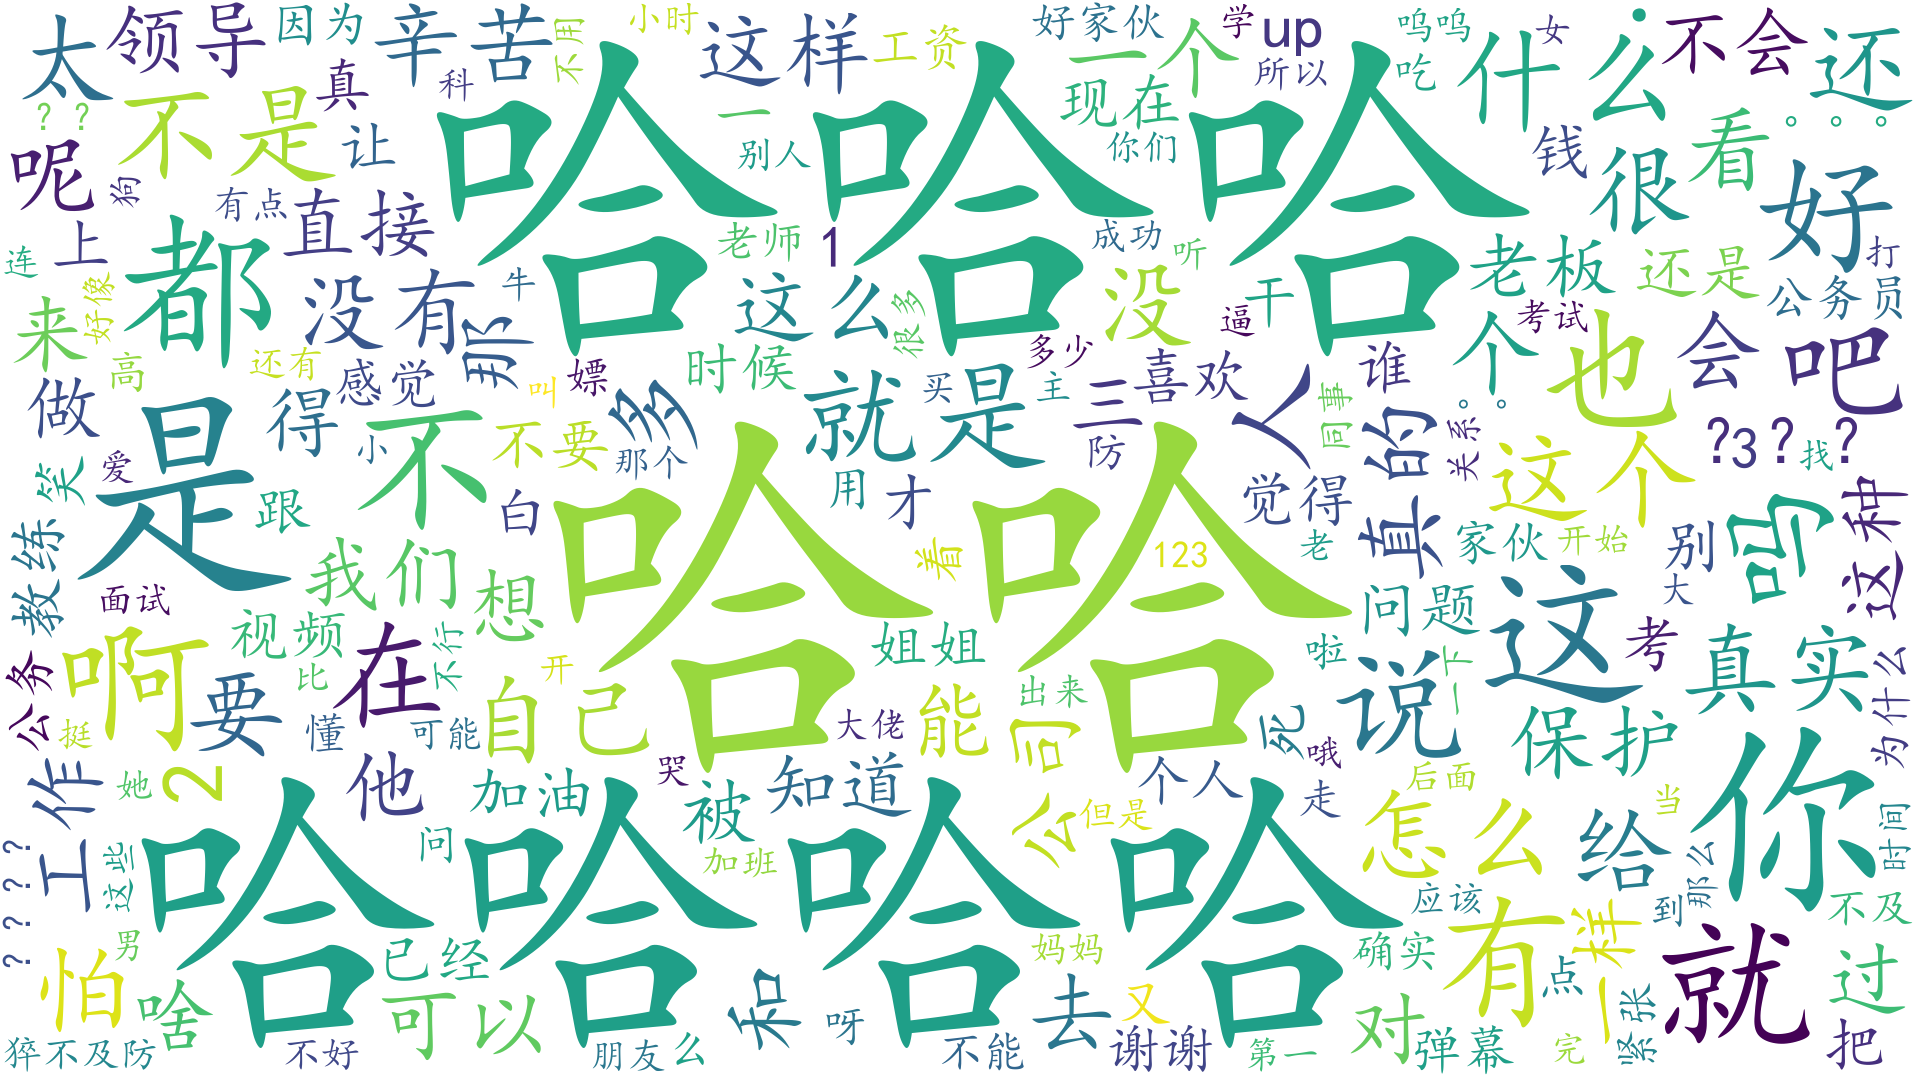 太 领导 因为 辛苦 不用 小时 这样 工资 好家伙 一个 学 up 所以 呜呜 吃 什么 女 不会 还
？？ 不是 真 科 哈哈哈 一 现在 你们 别人 钱 很 看 。。。
呢 狗 让 有点 直接 上 都 老师 1 成功 听 好 打
连 好像 来 没有 那 牛 这么 很多 没 干 逼 老板 还是 公务员 考试
高 还有 感觉 做 得 叫 嫖 多 时候 买 就是 多少 主 三 喜欢 人 谁 同事 个 也 会 吧
是 爱 笑 小 不 不要 那个 用 才 防 觉得 真的 。。 关系 这个 ？3？找？ 这种
教练 跟 白 哈哈 着 123 老 家伙 开始 别 大 吗
面试 我们 想 视频 比 不行 开 姐姐 啦 问题 一下 这 考 真实
公务 挺 啊 要 懂 在 可能 自己 大佬 能 出来 公司 哦 死 说 保护 为什么
工作 她 2 他 加油 哭 被 知道 但是 个人 走 后面 怎么 当 给 你 时间
？？？？ 这些 问 哈哈哈哈 加班 应该 到 那么 不及
怕 男 啥 已经 妈妈 确实 有 点 一样 就 过
猝不及防 不好 可以 朋友 么 和 呀 不能 去 又 谢谢 第一 对 弹幕 完 紧张 把